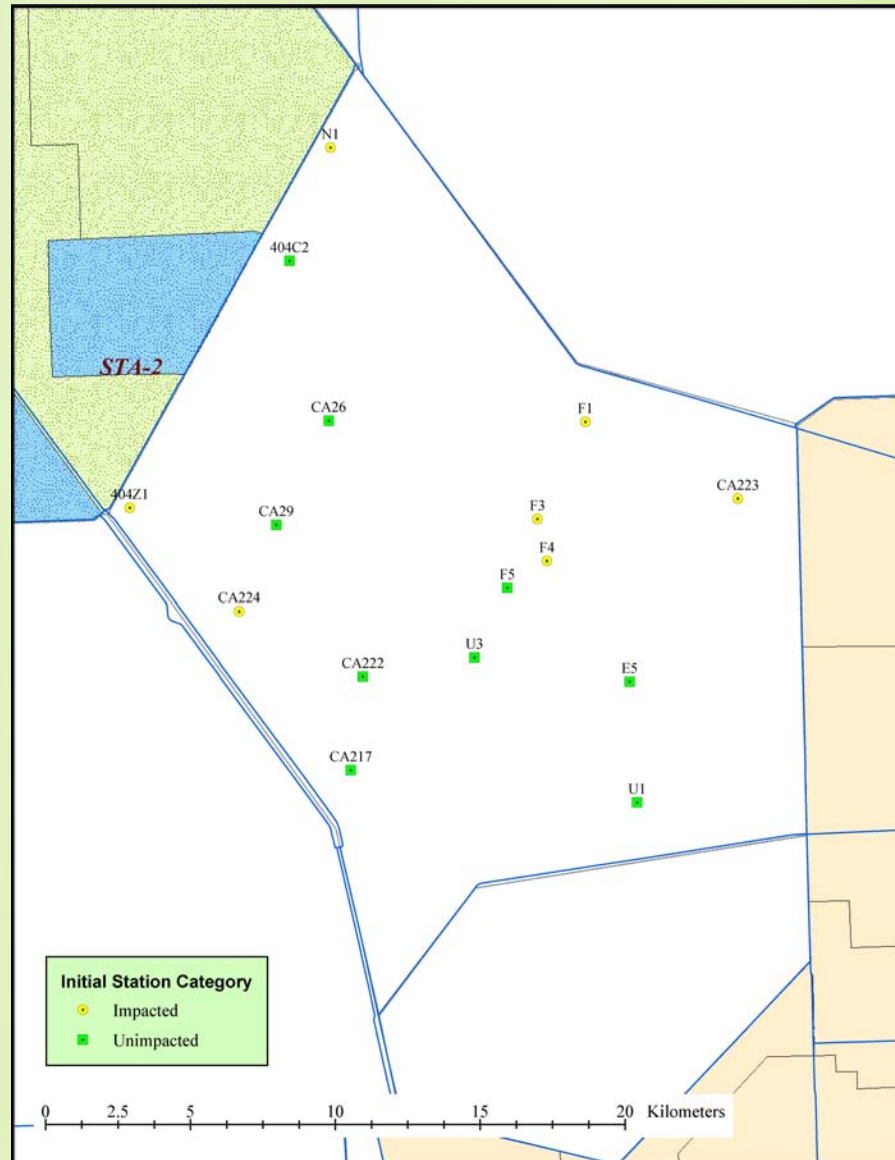 N1
404C2
STA-2
CA26
F1
CA223
404Z1
F3
CA29
F4
F5
CA224
U3
CA222
E5
CA217
U1
Initial Station Category
Impacted
Unimpacted
0 2.5 5 10 15 20 Kilometers